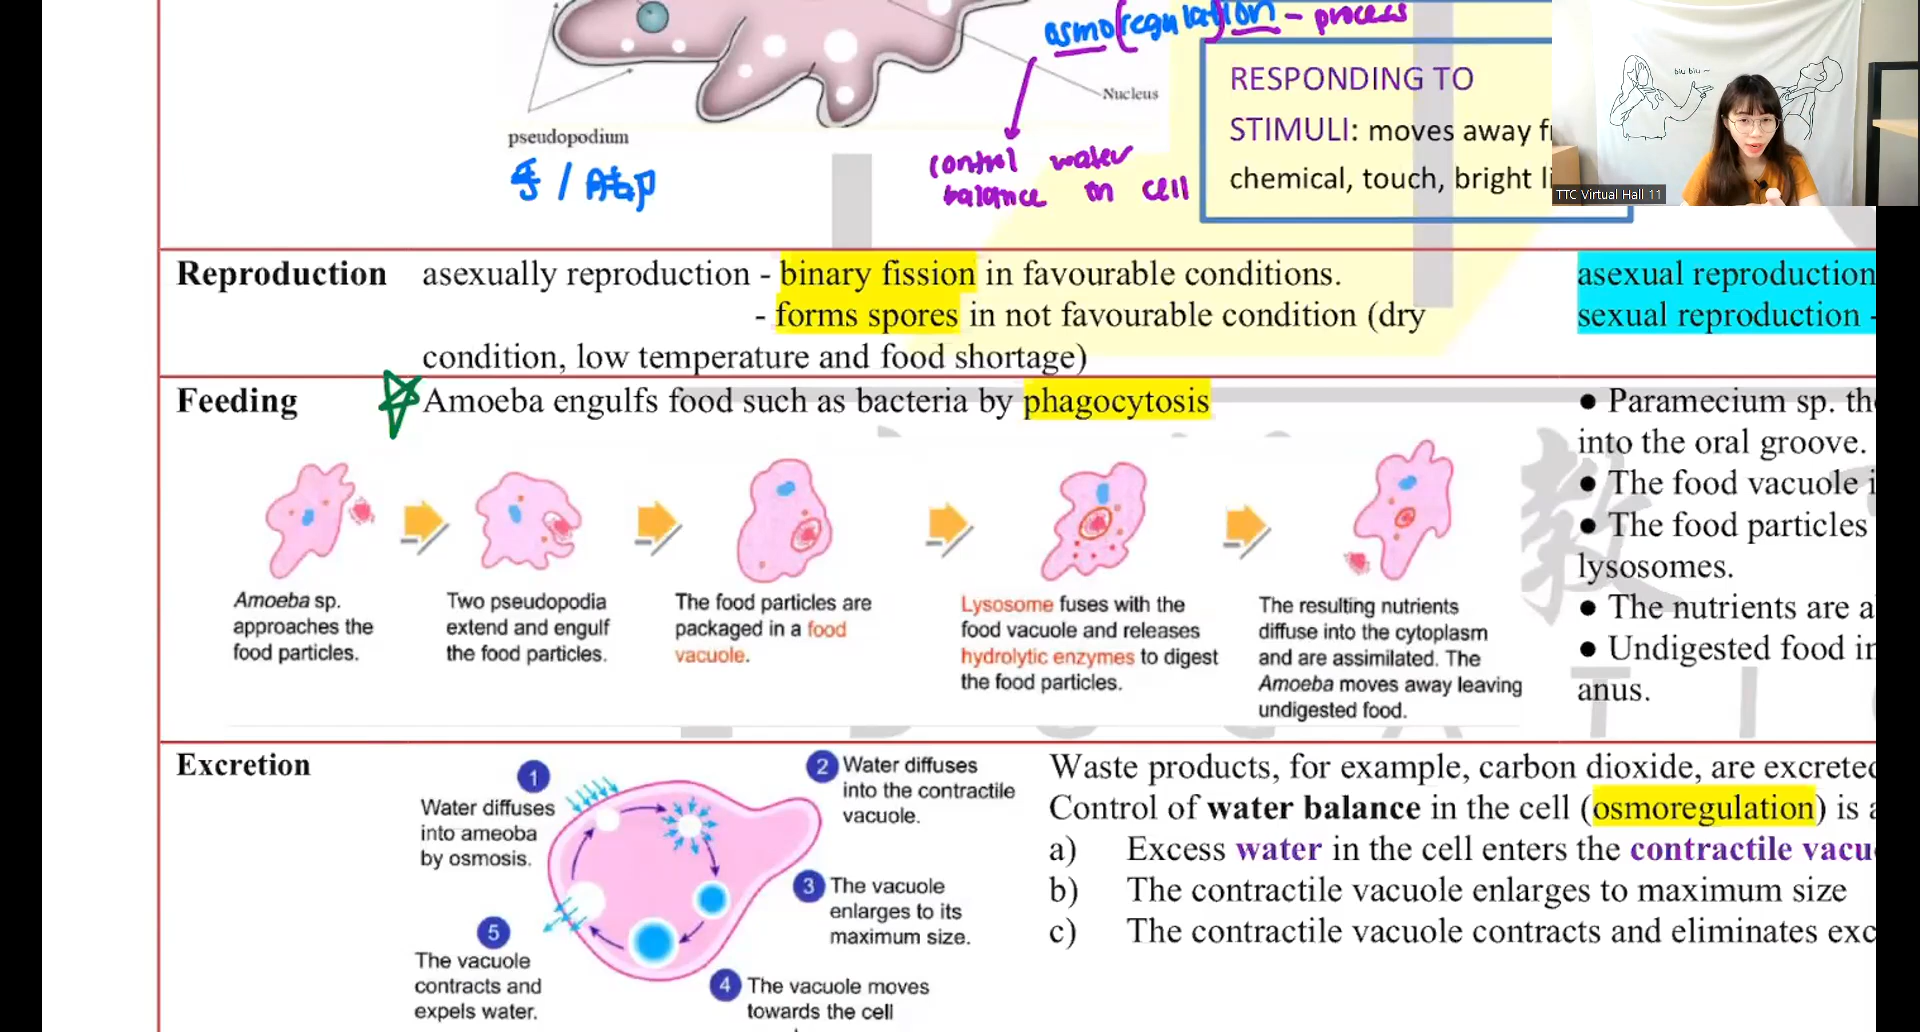 osmo(regulat)ion - process
RESPONDING TO
STIMULI: moves away f
chemical, touch, bright li
biu biu ~
TTC Virtual Hall 11
Nucleus
pseudopodium
control water
balance in cell
Reproduction
asexually reproduction - binary fission in favourable conditions.
- forms spores in not favourable condition (dry
condition, low temperature and food shortage)
asexual reproduction
sexual reproduction -
Feeding
Amoeba engulfs food such as bacteria by phagocytosis
Amoeba sp.
approaches the
food particles.
Two pseudopodia
extend and engulf
the food particles.
The food particles are
packaged in a food
vacuole.
Lysosome fuses with the
food vacuole and releases
hydrolytic enzymes to digest
the food particles.
The resulting nutrients
diffuse into the cytoplasm
and are assimilated. The
Amoeba moves away leaving
undigested food.
● Paramecium sp. th
into the oral groove.
● The food vacuole i
● The food particles
lysosomes.
● The nutrients are a
● Undigested food in
anus.
教
Excretion
1
Water diffuses
into ameoba
by osmosis.
2 Water diffuses
into the contractile
vacuole.
3 The vacuole
enlarges to its
maximum size.
4 The vacuole moves
towards the cell
5
The vacuole
contracts and
expels water.
Waste products, for example, carbon dioxide, are excreted
Control of water balance in the cell (osmoregulation) is a
a) Excess water in the cell enters the contractile vacu
b) The contractile vacuole enlarges to maximum size
c) The contractile vacuole contracts and eliminates exc